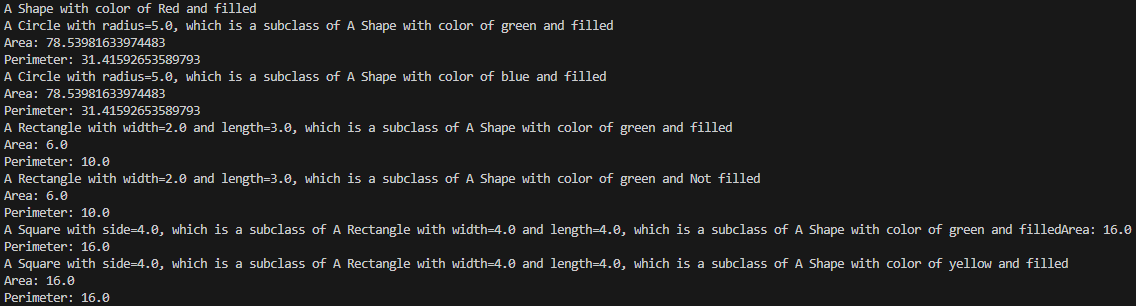 A Shape with color of Red and filled
A Circle with radius=5.0, which is a subclass of A Shape with color of green and filled
Area: 78.53981633974483
Perimeter: 31.41592653589793
A Circle with radius=5.0, which is a subclass of A Shape with color of blue and filled
Area: 78.53981633974483
Perimeter: 31.41592653589793
A Rectangle with width=2.0 and length=3.0, which is a subclass of A Shape with color of green and filled
Area: 6.0
Perimeter: 10.0
A Rectangle with width=2.0 and length=3.0, which is a subclass of A Shape with color of green and Not filled
Area: 6.0
Perimeter: 10.0
A Square with side=4.0, which is a subclass of A Rectangle with width=4.0 and length=4.0, which is a subclass of A Shape with color of green and filledArea: 16.0
Perimeter: 16.0
A Square with side=4.0, which is a subclass of A Rectangle with width=4.0 and length=4.0, which is a subclass of A Shape with color of yellow and filled
Area: 16.0
Perimeter: 16.0